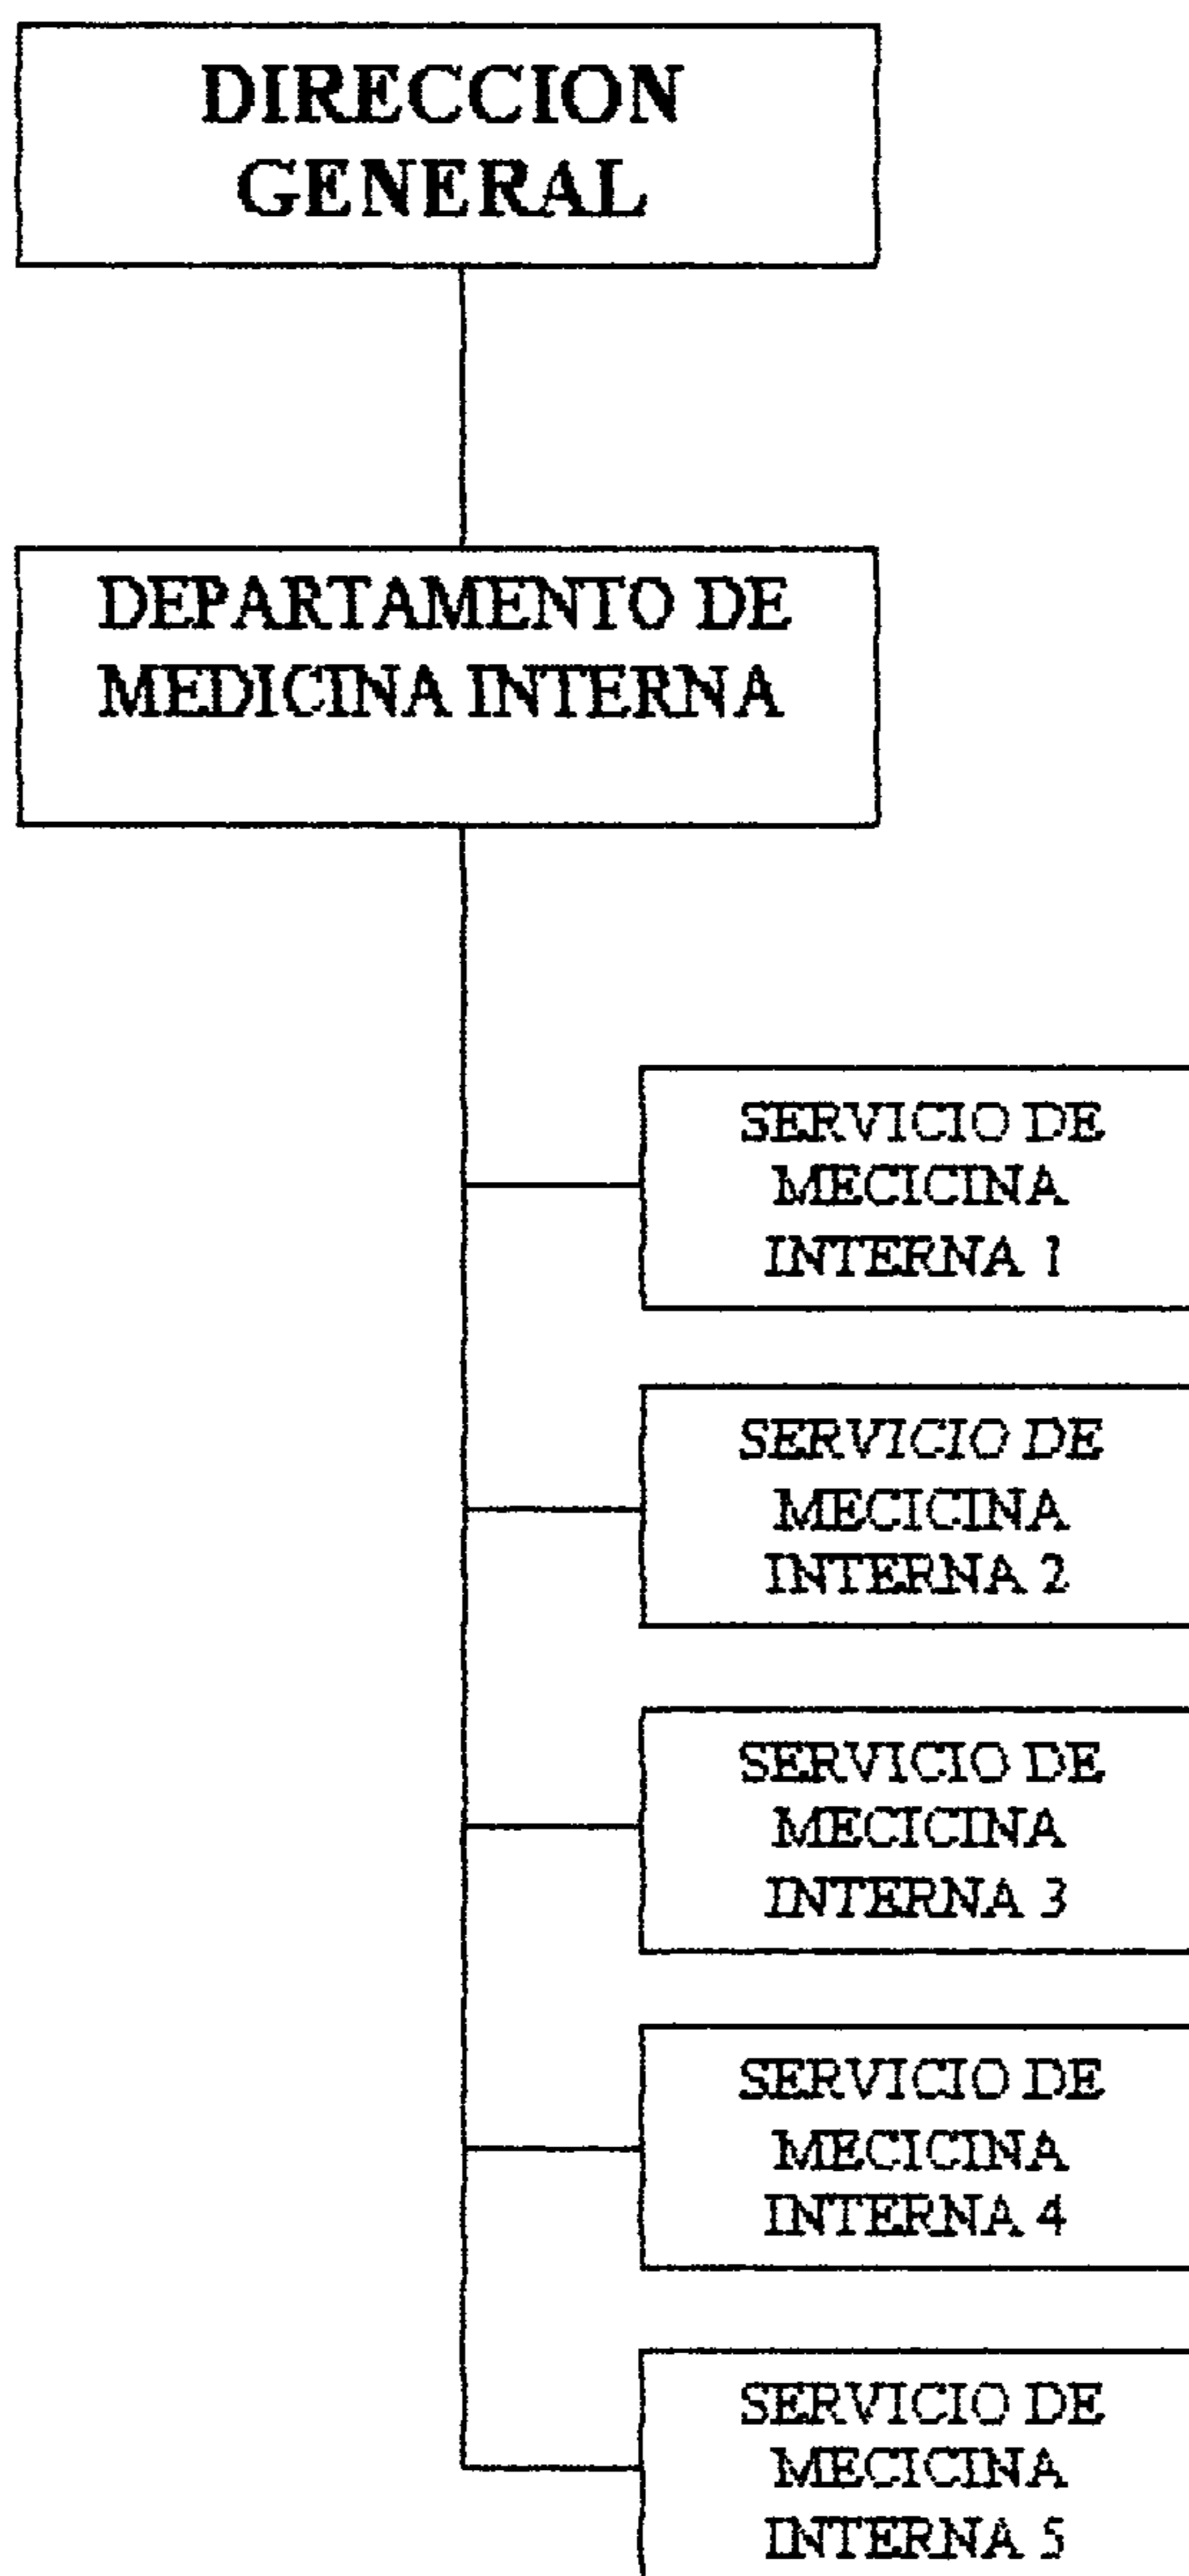 DIRECCION
GENERAL
DEPARTAMENTO DE
MEDICINA INTERNA
SERVICIO DE
MECICINA
INTERNA 1
SERVICIO DE
MECICINA
INTERNA 2
SERVICIO DE
MECICINA
INTERNA 3
SERVICIO DE
MECICINA
INTERNA 4
SERVICIO DE
MECICINA
INTERNA 5